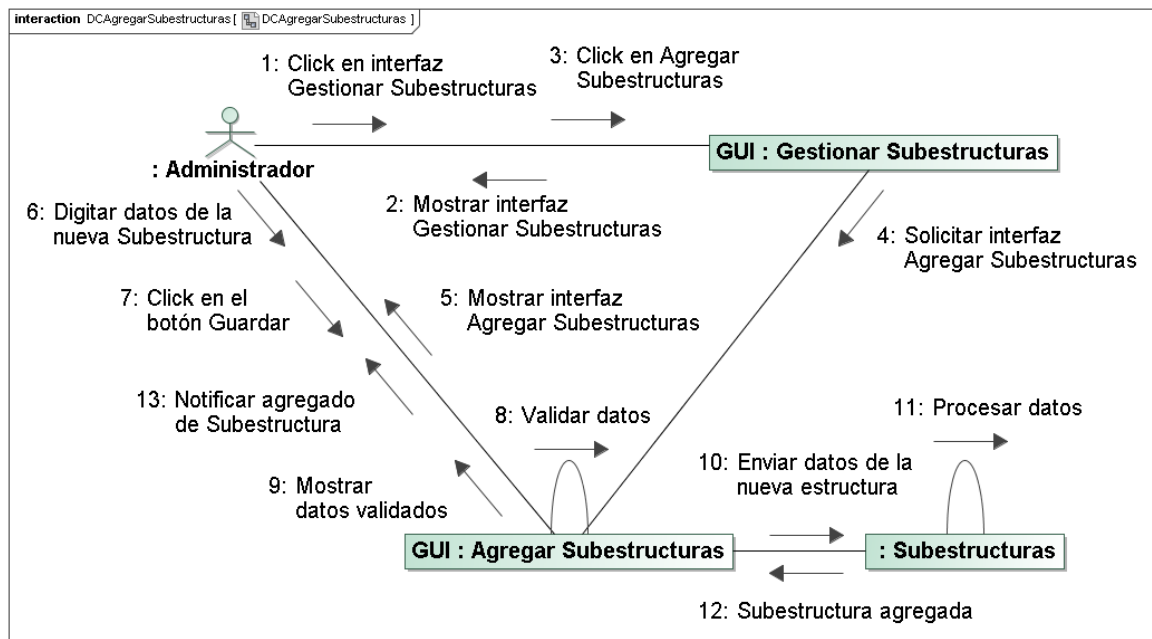 interaction DCAgregarSubestructuras [ DCAgregarSubestructuras ]
1: Click en interfaz
Gestionar Subestructuras
3: Click en Agregar
Subestructuras
: Administrador
GUI : Gestionar Subestructuras
2: Mostrar interfaz
Gestionar Subestructuras
6: Digitar datos de la
nueva Subestructura
4: Solicitar interfaz
Agregar Subestructuras
7: Click en el
botón Guardar
5: Mostrar interfaz
Agregar Subestructuras
13: Notificar agregado
de Subestructura
8: Validar datos
11: Procesar datos
9: Mostrar
datos validados
10: Enviar datos de la
nueva estructura
GUI : Agregar Subestructuras
: Subestructuras
12: Subestructura agregada